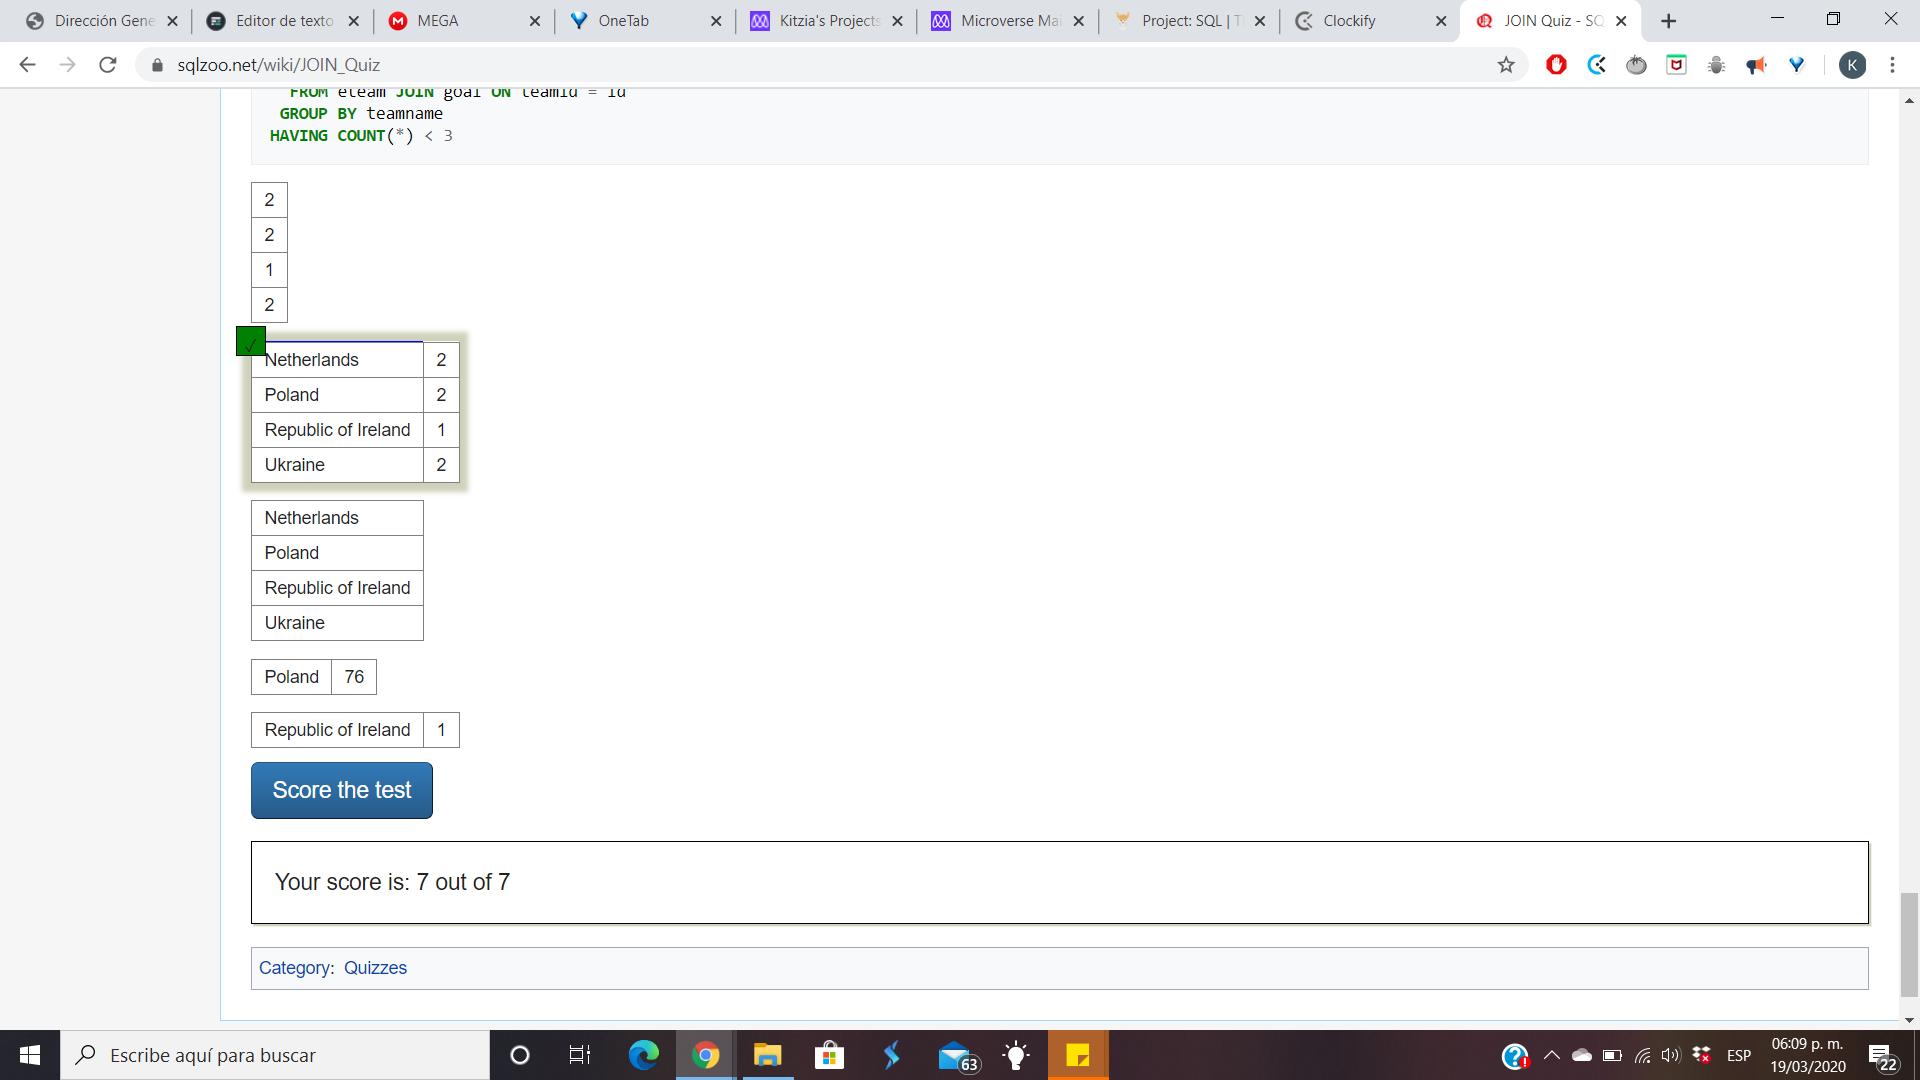 Dirección Gene
Editor de texto
MEGA
OneTab
Kitzia's Projects
Microverse Mai
Project: SQL | T
Clockify
JOIN Quiz - SQ
sqlzoo.net/wiki/JOIN_Quiz
K
FROM eteam JOIN goal ON teamid = id
GROUP BY teamname
HAVING COUNT(*) < 3
2
2
1
2
Netherlands 2
Poland 2
Republic of Ireland 1
Ukraine 2
Netherlands
Poland
Republic of Ireland
Ukraine
Poland 76
Republic of Ireland 1
Score the test
Your score is: 7 out of 7
Category: Quizzes
Escribe aquí para buscar
63
ESP
06:09 p. m.
19/03/2020
22